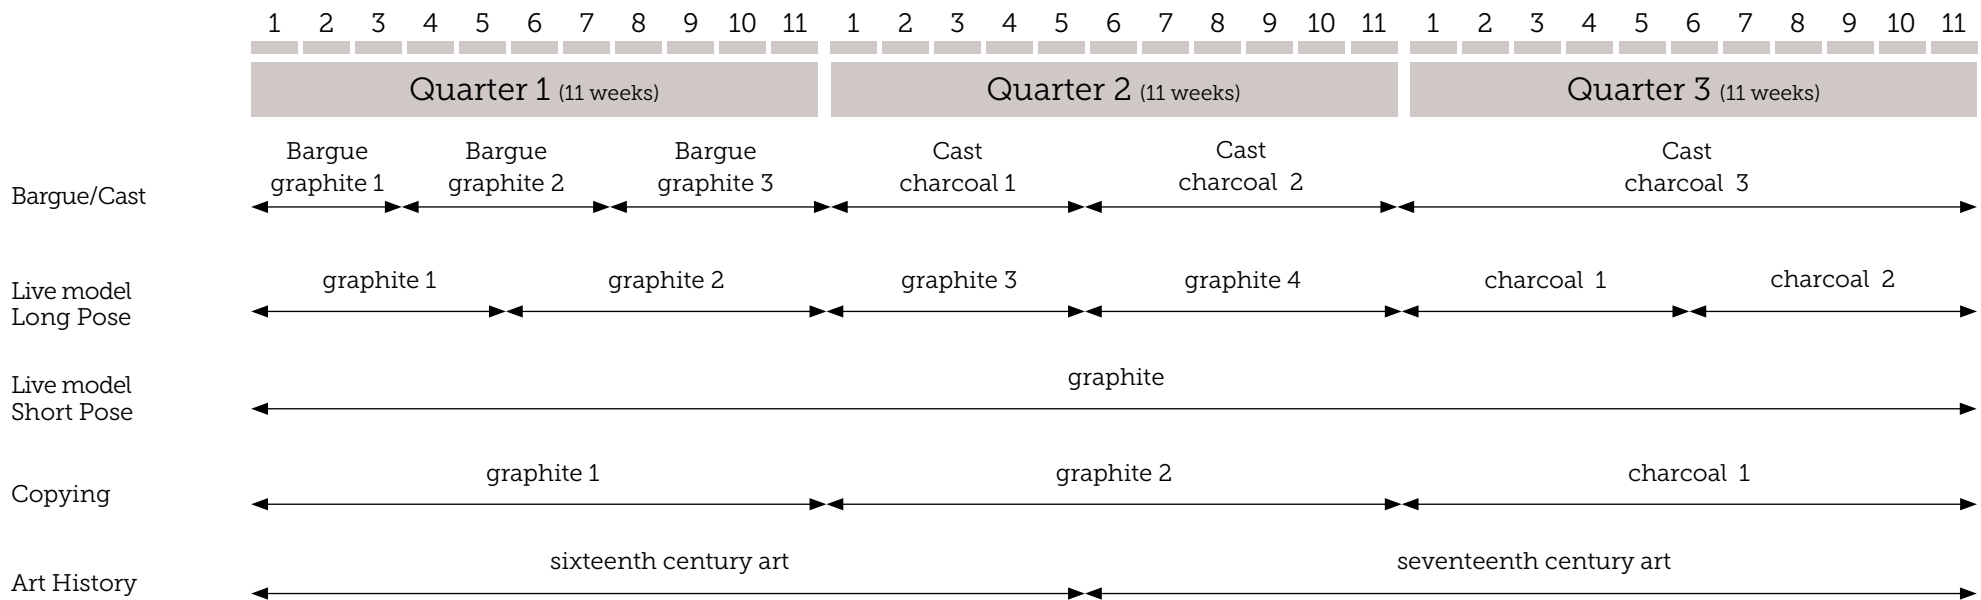 1 2 3 4 5 6 7 8 9 10 11 1 2 3 4 5 6 7 8 9 10 11 1 2 3 4 5 6 7 8 9 10 11
Quarter 1 (11 weeks) Quarter 2 (11 weeks) Quarter 3 (11 weeks)
Bargue/Cast
Bargue
graphite 1
Bargue
graphite 2
Bargue
graphite 3
Cast
charcoal 1
Cast
charcoal 2
Cast
charcoal 3
Live model
Long Pose
graphite 1 graphite 2 graphite 3 graphite 4 charcoal 1 charcoal 2
Live model
Short Pose
graphite
Copying
graphite 1 graphite 2 charcoal 1
Art History
sixteenth century art seventeenth century art